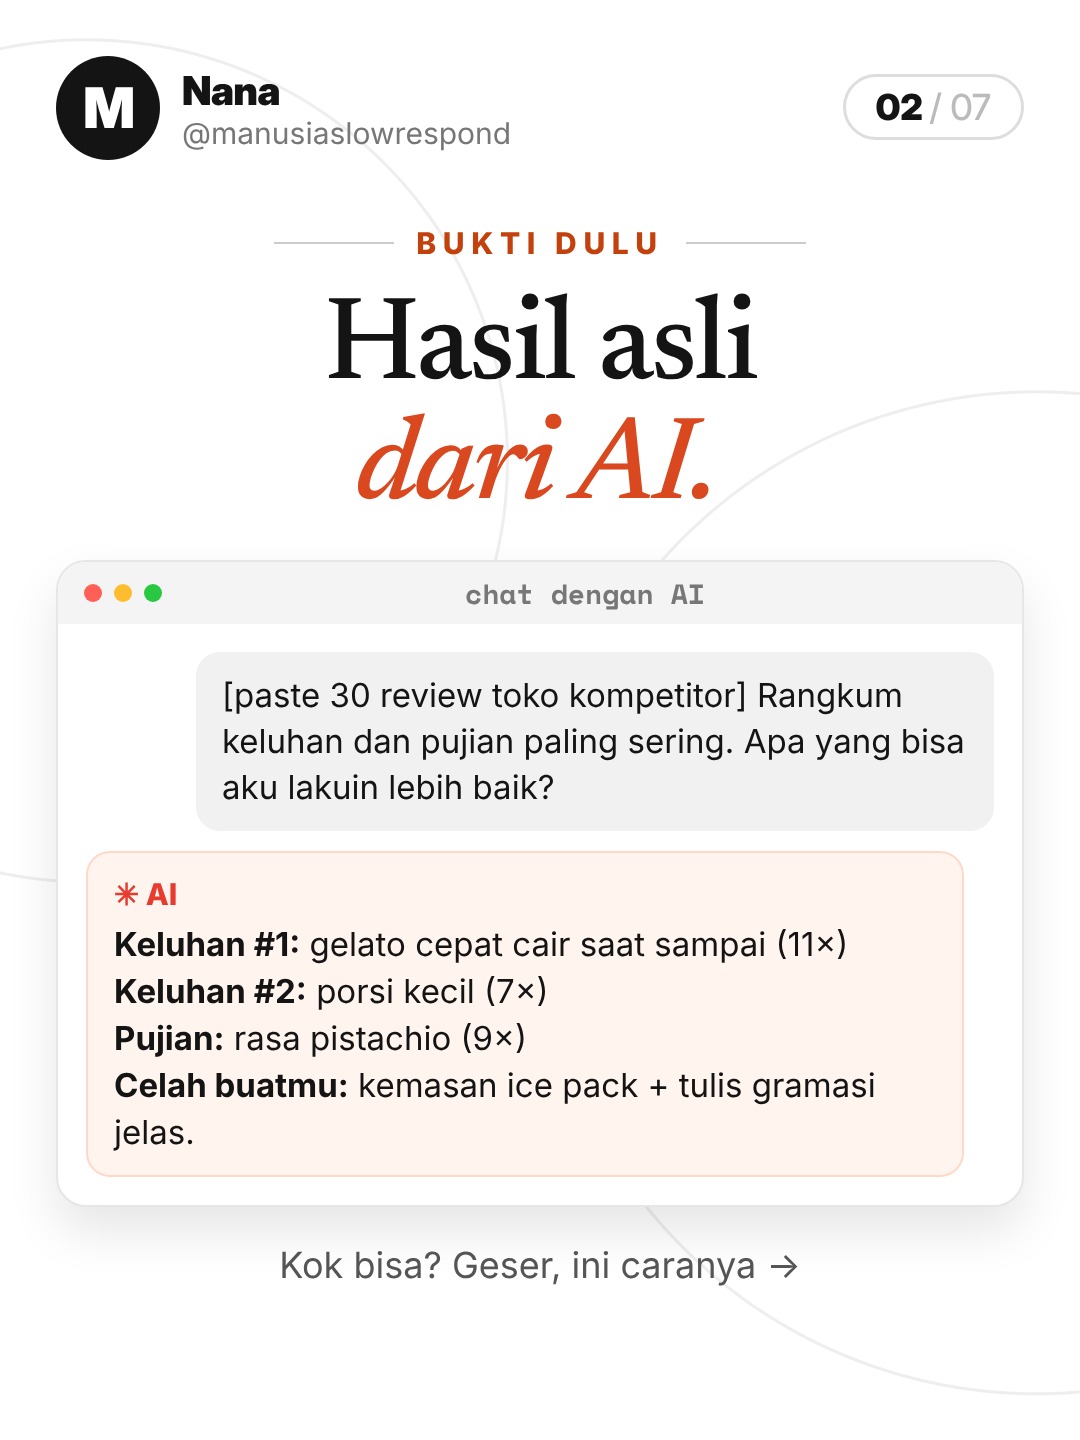 M
Nana
@manusiaslowrespond
02 / 07
BUKTI DULU
Hasil asli
dari AI.
chat dengan AI
[paste 30 review toko kompetitor] Rangkum
keluhan dan pujian paling sering. Apa yang bisa
aku lakuin lebih baik?
✳ AI
Keluhan #1: gelato cepat cair saat sampai (11×)
Keluhan #2: porsi kecil (7×)
Pujian: rasa pistachio (9×)
Celah buatmu: kemasan ice pack + tulis gramasi
jelas.
Kok bisa? Geser, ini caranya →